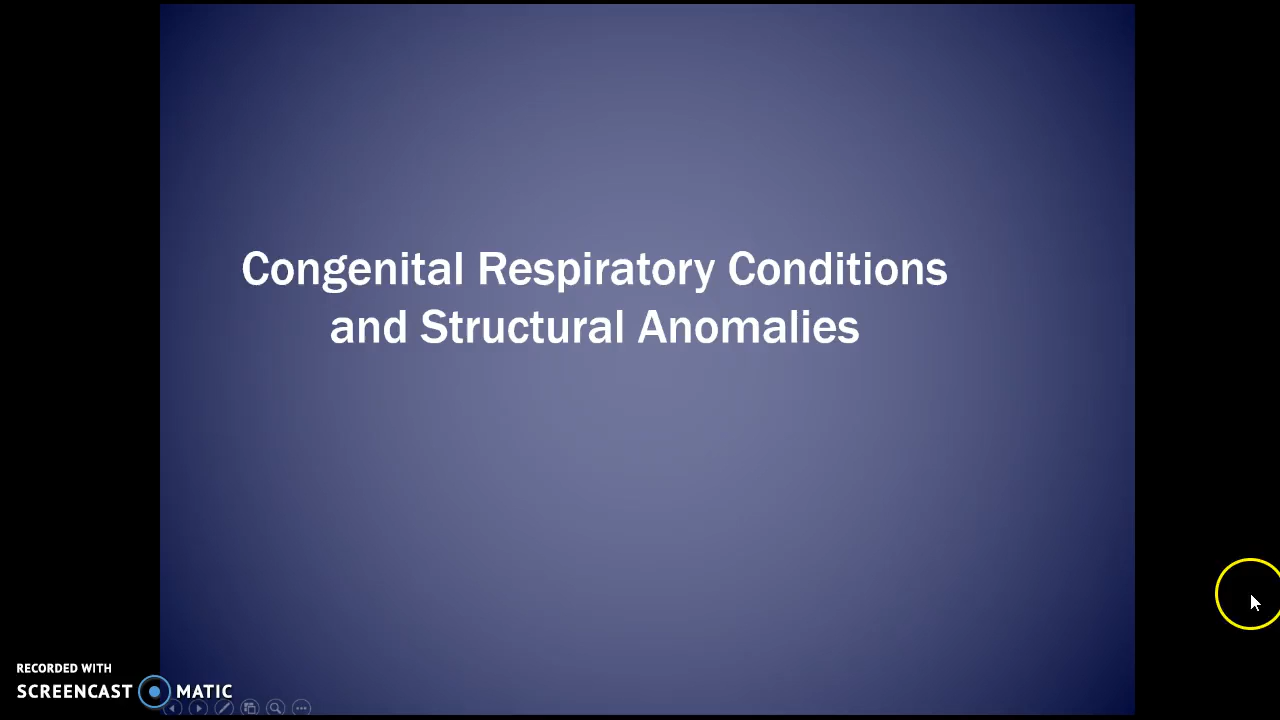 Congenital Respiratory Conditions
and Structural Anomalies
RECORDED WITH
SCREENCAST MATIC